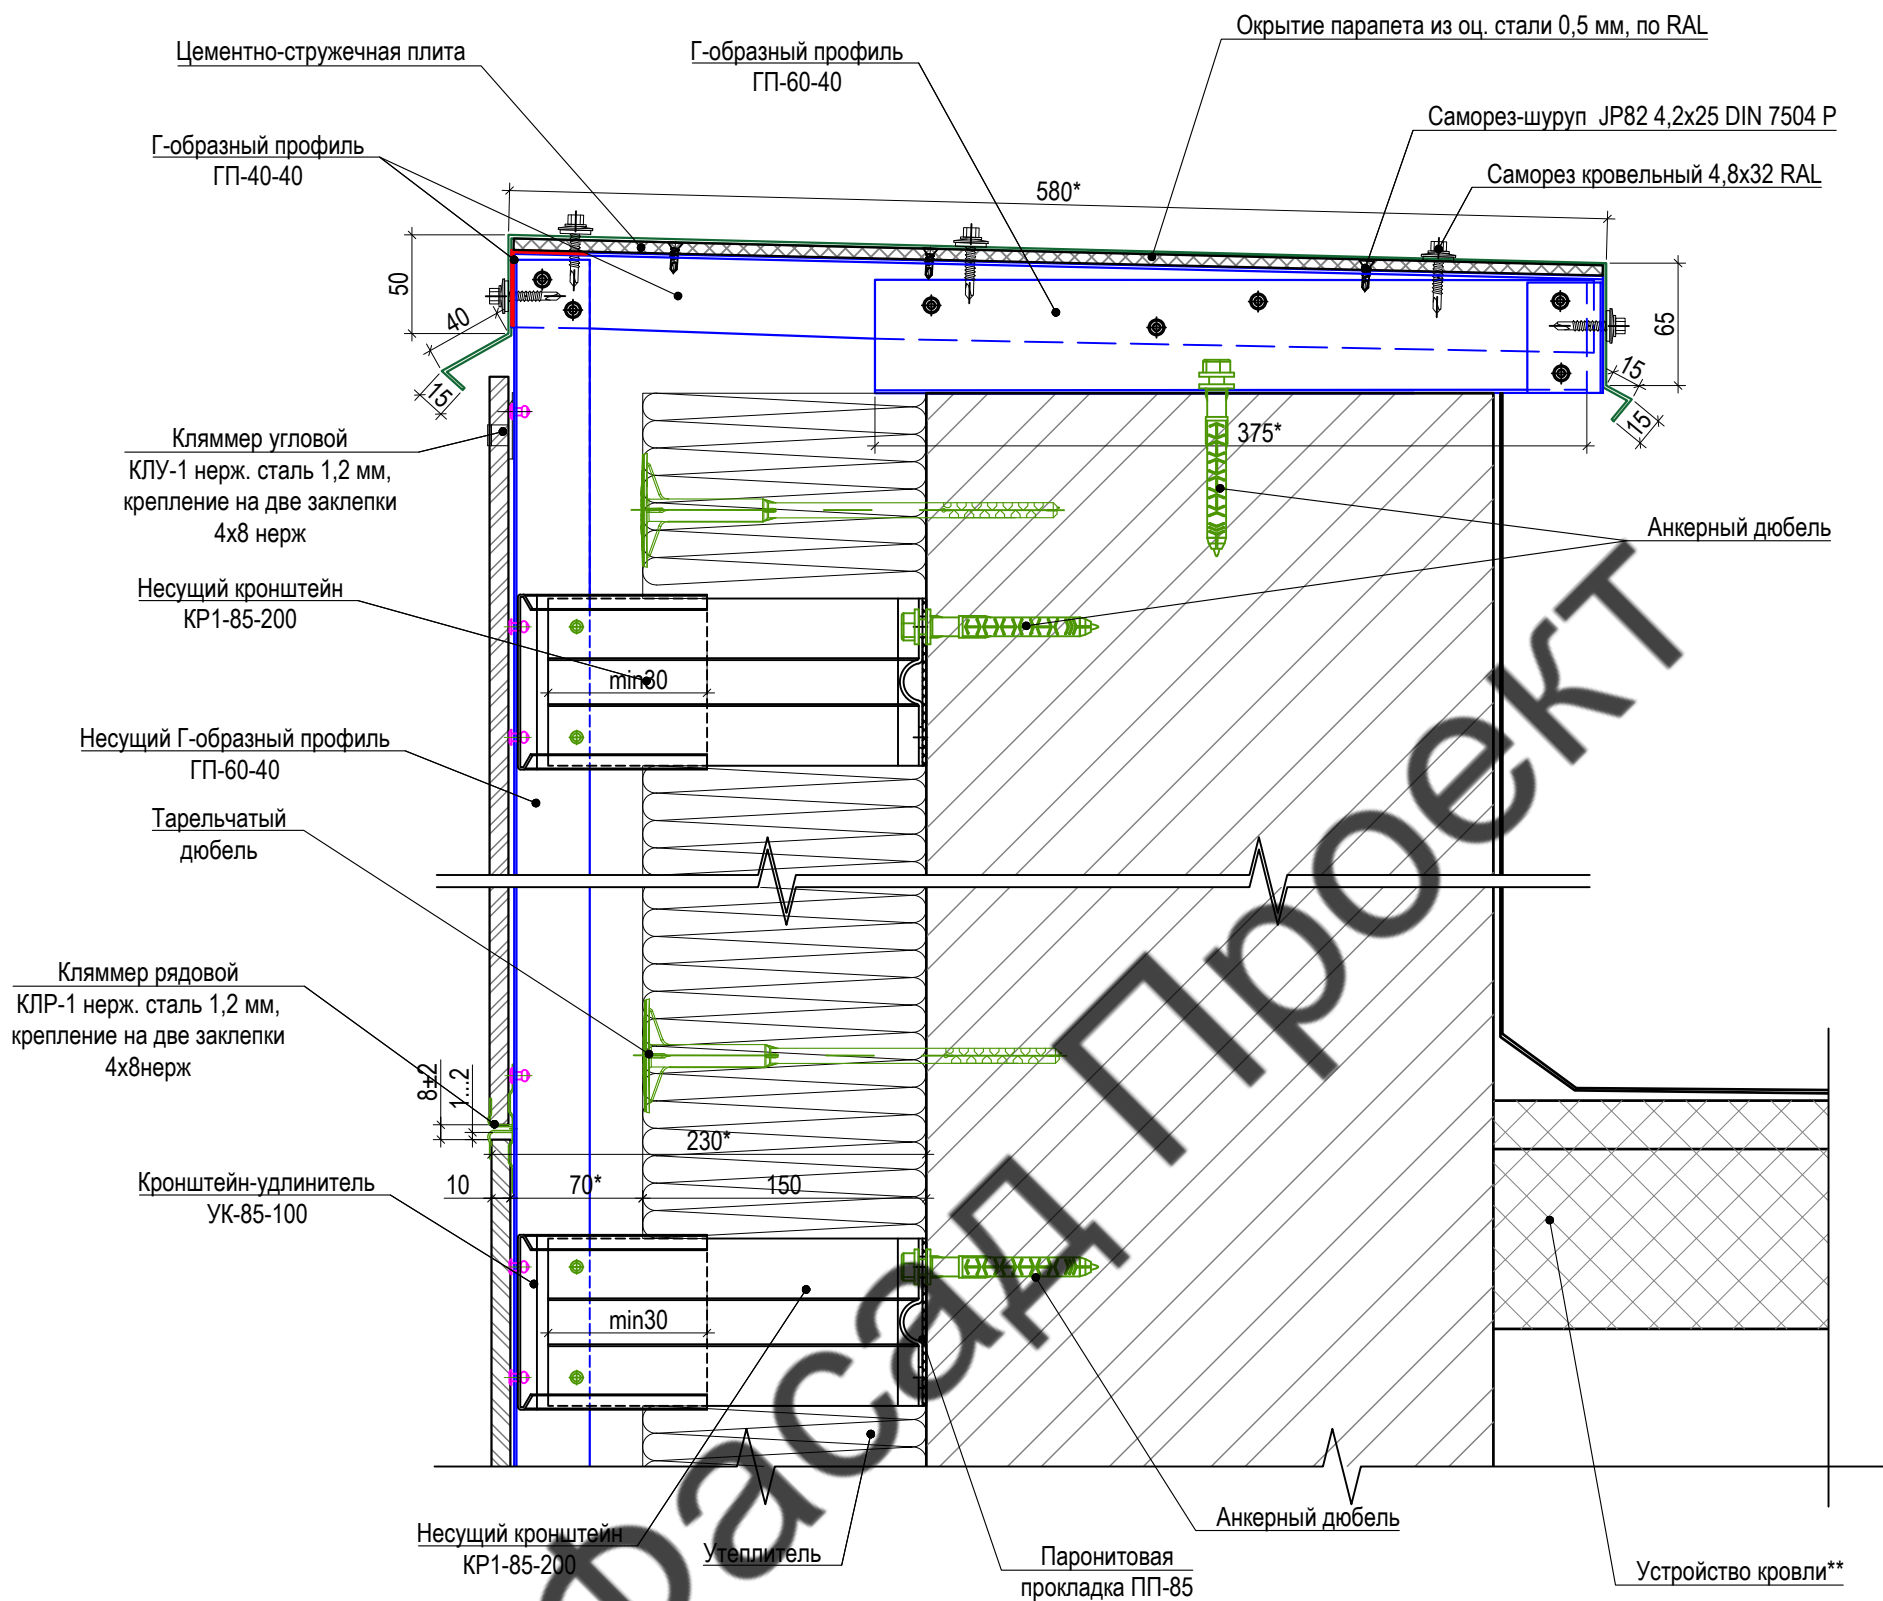 Окрытие парапета из оц. стали 0,5 мм, по RAL
Цементно-стружечная плита
Г-образный профиль
ГП-60-40
Саморез-шуруп JP82 4,2x25 DIN 7504 P
Г-образный профиль
ГП-40-40
Саморез кровельный 4,8x32 RAL
580*
50
40
15
65
15
15
375*
Кляммер угловой
КЛУ-1 нерж. сталь 1,2 мм,
крепление на две заклепки
4x8 нерж
Анкерный дюбель
Несущий кронштейн
КР1-85-200
min30
Несущий Г-образный профиль
ГП-60-40
Тарельчатый
дюбель
Кляммер рядовой
КЛР-1 нерж. сталь 1,2 мм,
крепление на две заклепки
4x8нерж
8±2
1...2
230*
10
70*
150
Кронштейн-удлинитель
УК-85-100
min30
Несущий кронштейн
КР1-85-200
Утеплитель
Паронитовая
прокладка ПП-85
Анкерный дюбель
Устройство кровли**
Фасад Проект